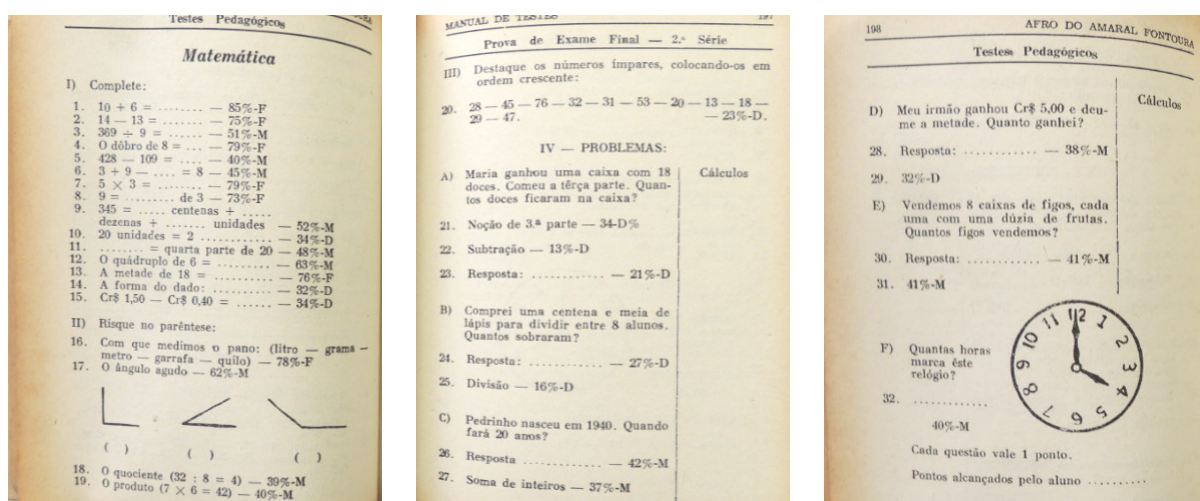 Testes Pedagógicos
Matemática
I) Complete:
1. 10 + 6 = ........ — 85%-F
2. 14 — 13 = ....... — 75%-F
3. 369 ÷ 9 = ....... — 51%-M
4. O dôbro de 8 = ... — 79%-F
5. 428 — 109 = .... — 40%-M
6. 3 + 9 — .... = 8 — 45%-M
7. 5 × 3 = ....... — 79%-F
8. 9 = ........ de 3 — 73%-F
9. 345 = ..... centenas + .....
dezenas + ....... unidades — 52%-M
10. 20 unidades = 2 ............ — 34%-D
11. ........ = quarta parte de 20 — 48%-M
12. O quádruplo de 6 = ......... — 63%-M
13. A metade de 18 = .......... — 76%-F
14. A forma do dado: .......... — 32%-D
15. Cr$ 1,50 — Cr$ 0,40 = ...... — 34%-D
II) Risque no parêntese:
16. Com que medimos o pano: (litro — grama —
metro — garrafa — quilo) — 78%-F
17. O ângulo agudo — 62%-M
( ) ( ) ( )
18. O quociente (32 : 8 = 4) — 39%-M
19. O produto (7 × 6 = 42) — 40%-M
MANUAL DE TESTES 197
Prova de Exame Final — 2.ª Série
III) Destaque os números ímpares, colocando-os em
ordem crescente:
20. 28 — 45 — 76 — 32 — 31 — 53 — 20 — 13 — 18 —
29 — 47. — 23%-D.
IV — PROBLEMAS:
A) Maria ganhou uma caixa com 18
doces. Comeu a têrça parte. Quan-
tos doces ficaram na caixa?
Cálculos
21. Noção de 3.ª parte — 34-D%
22. Subtração — 13%-D
23. Resposta: ............ — 21%-D
B) Comprei uma centena e meia de
lápis para dividir entre 8 alunos.
Quantos sobraram?
24. Resposta: ............ — 27%-D
25. Divisão — 16%-D
C) Pedrinho nasceu em 1940. Quando
fará 20 anos?
26. Resposta ............ — 42%-M
27. Soma de inteiros — 37%-M
198 AFRO DO AMARAL FONTOURA
Testes Pedagógicos
D) Meu irmão ganhou Cr$ 5,00 e deu-
me a metade. Quanto ganhei?
Cálculos
28. Resposta: ............ — 38%-M
29. 32%-D
E) Vendemos 8 caixas de figos, cada
uma com uma dúzia de frutas.
Quantos figos vendemos?
30. Resposta: ............ — 41%-M
31. 41%-M
F) Quantas horas
marca êste
relógio?
12 1 2 3 4 5 6 7 8 9 10 11
32. ............
40%-M
Cada questão vale 1 ponto.
Pontos alcançados pelo aluno ..........